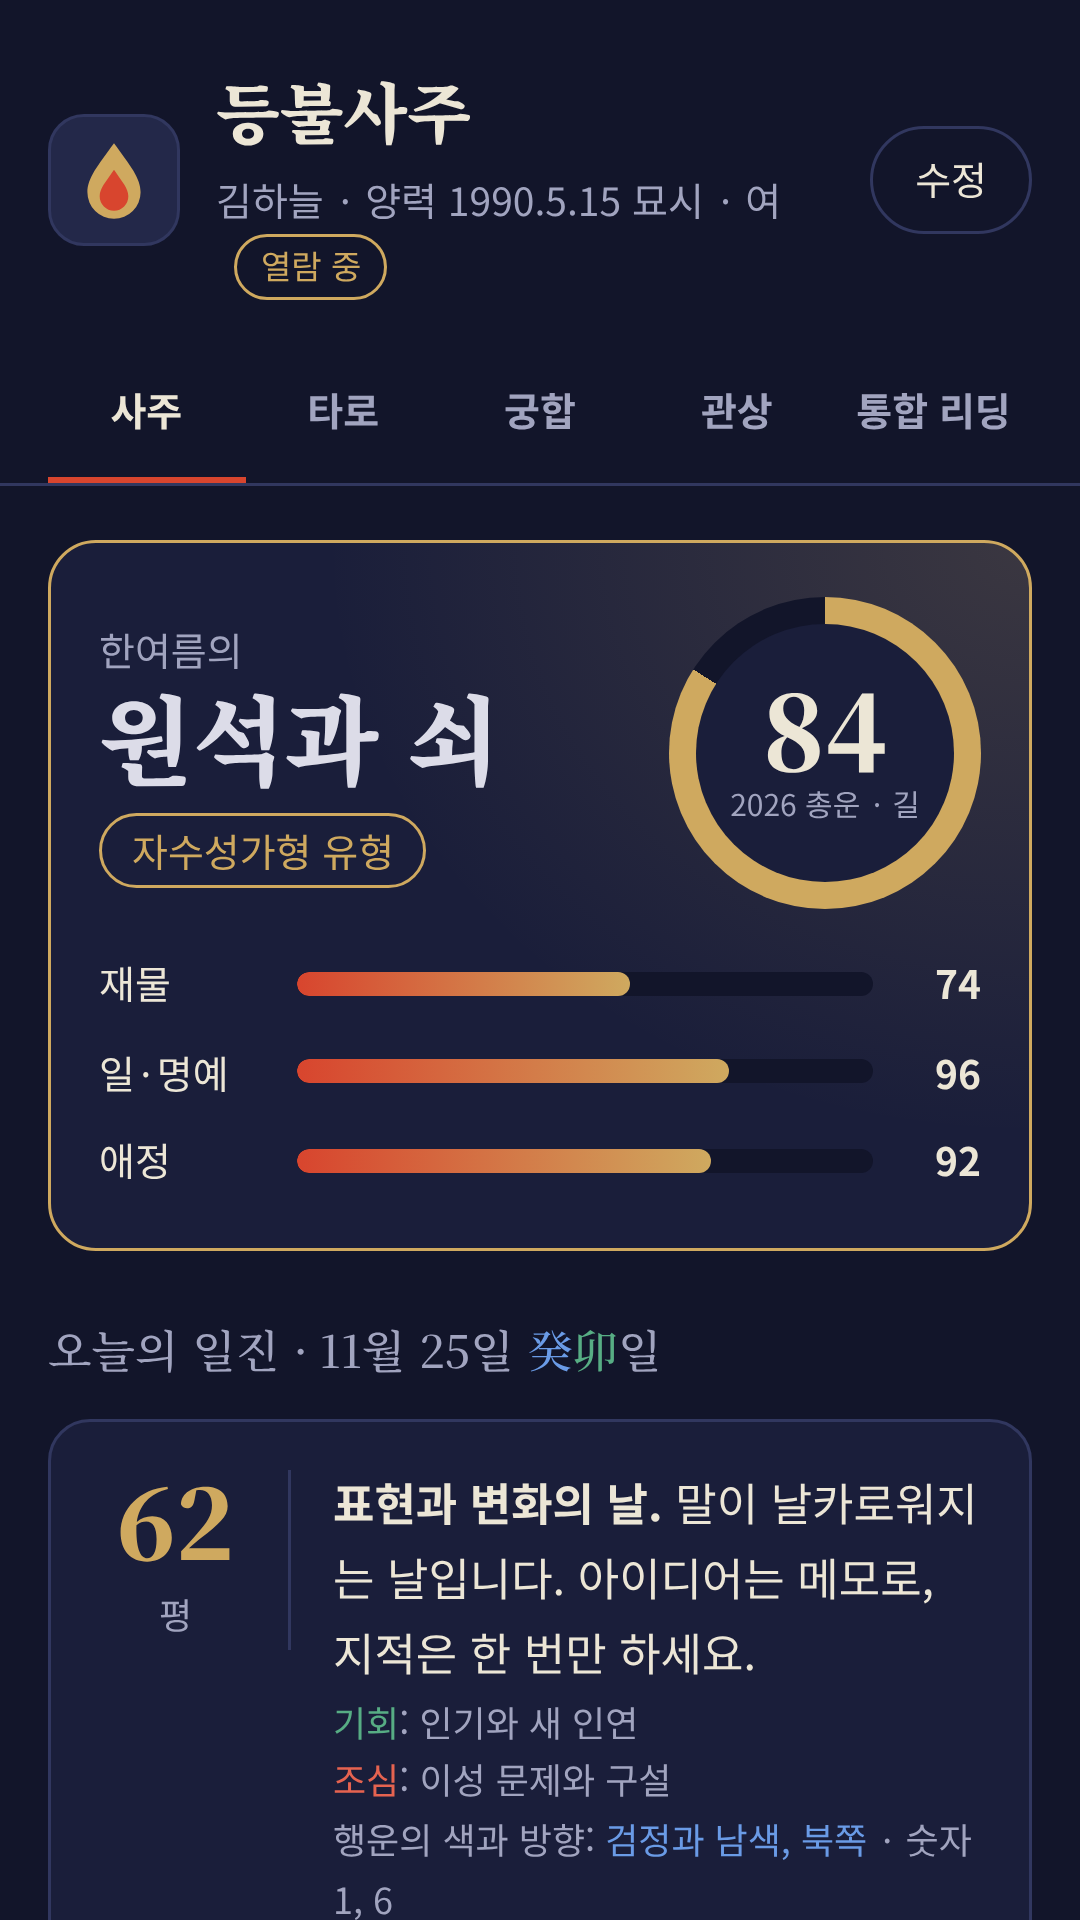 등불사주
김하늘 · 양력 1990.5.15 묘시 · 여
열람 중
수정
사주 타로 궁합 관상 통합 리딩
한여름의
원석과 쇠
자수성가형 유형
84
2026 총운 · 길
재물 74
일·명예 96
애정 92
오늘의 일진 · 11월 25일 癸卯일
62
평
표현과 변화의 날. 말이 날카로워지
는 날입니다. 아이디어는 메모로,
지적은 한 번만 하세요.
기회: 인기와 새 인연
조심: 이성 문제와 구설
행운의 색과 방향: 검정과 남색, 북쪽 · 숫자
1, 6